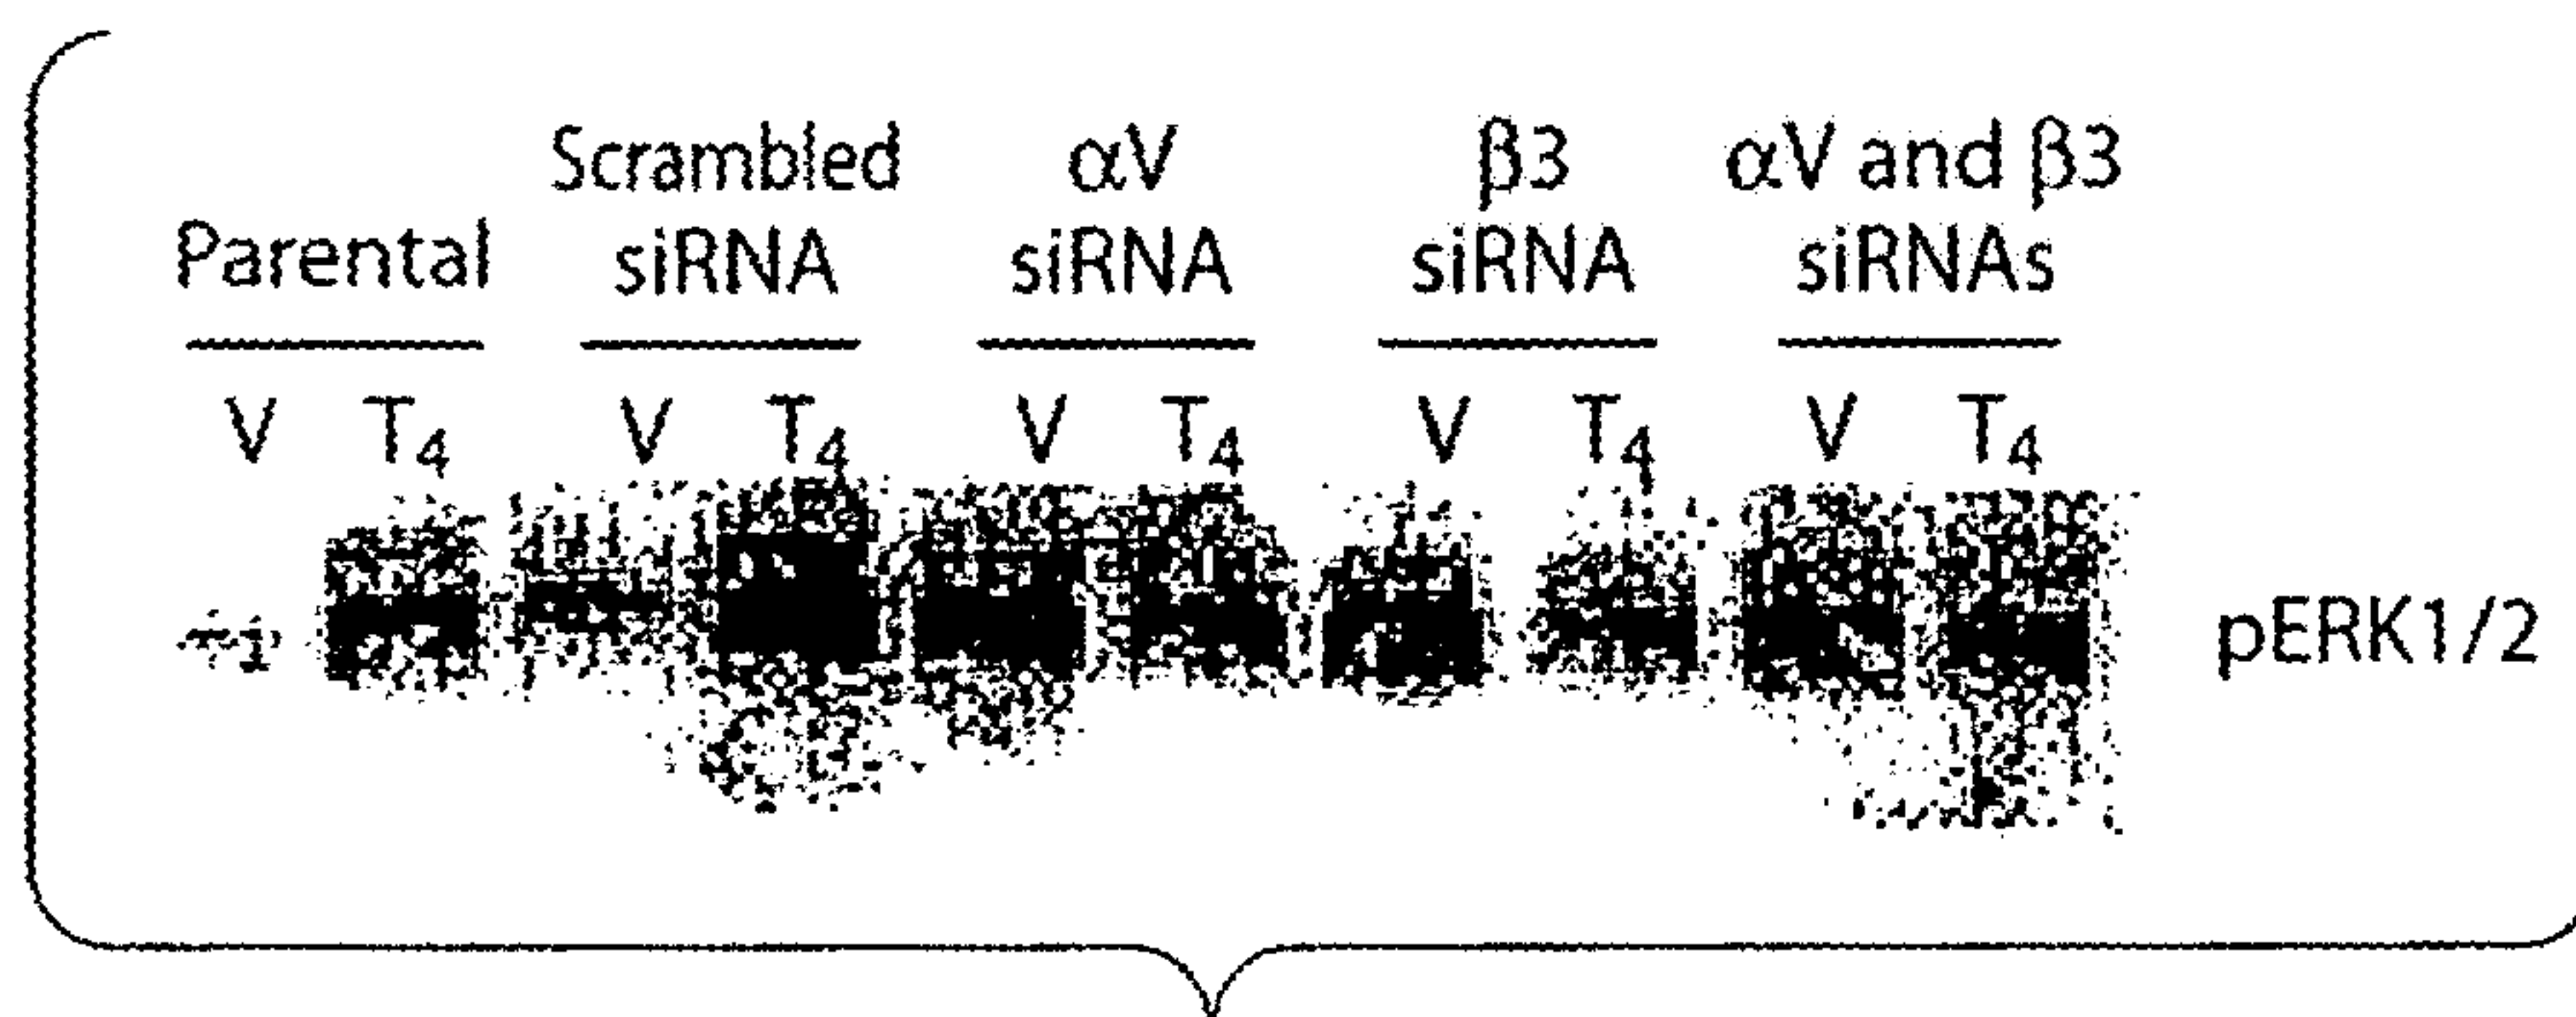 Scrambled αV β3 αV and β3
Parental siRNA siRNA siRNA siRNAs
V T₄ V T₄ V T₄ V T₄ V T₄
pERK1/2